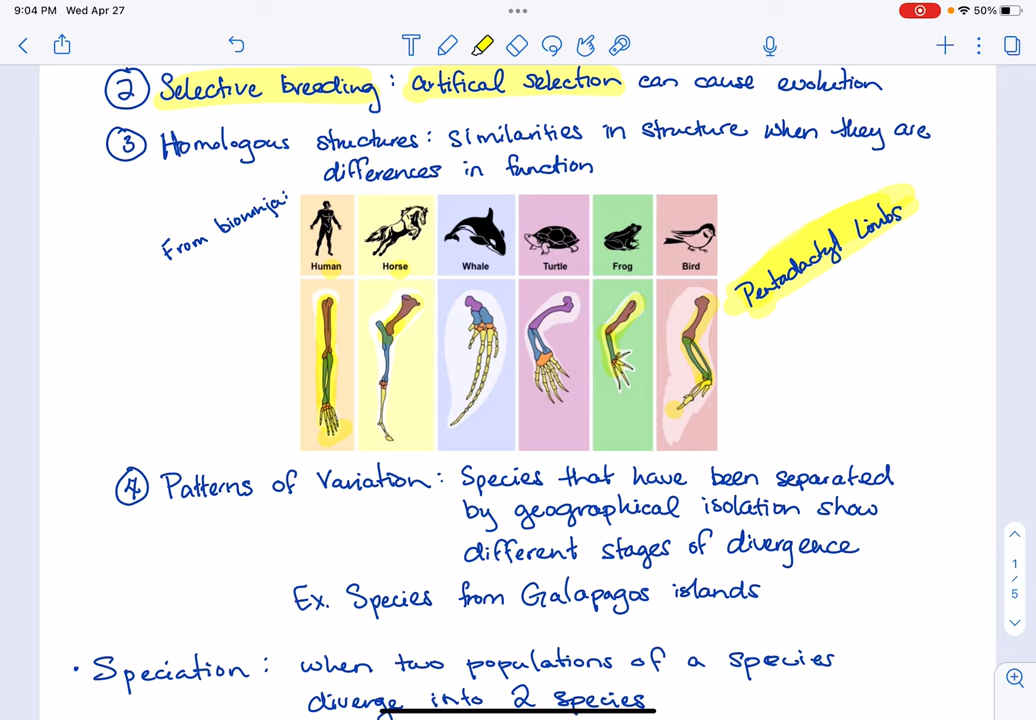 9:04 PM Wed Apr 27
50%
② Selective breeding : artifical selection can cause evolution
③ Homologous structures : Similarities in structure when they are
differences in function
From bioninja:
Human Horse Whale Turtle Frog Bird
Pentadactyl Limbs
④ Patterns of Variation : Species that have been separated
by geographical isolation show
different stages of divergence
Ex. Species from Galapagos islands
1
/
5
• Speciation : when two populations of a species
diverge into 2 species